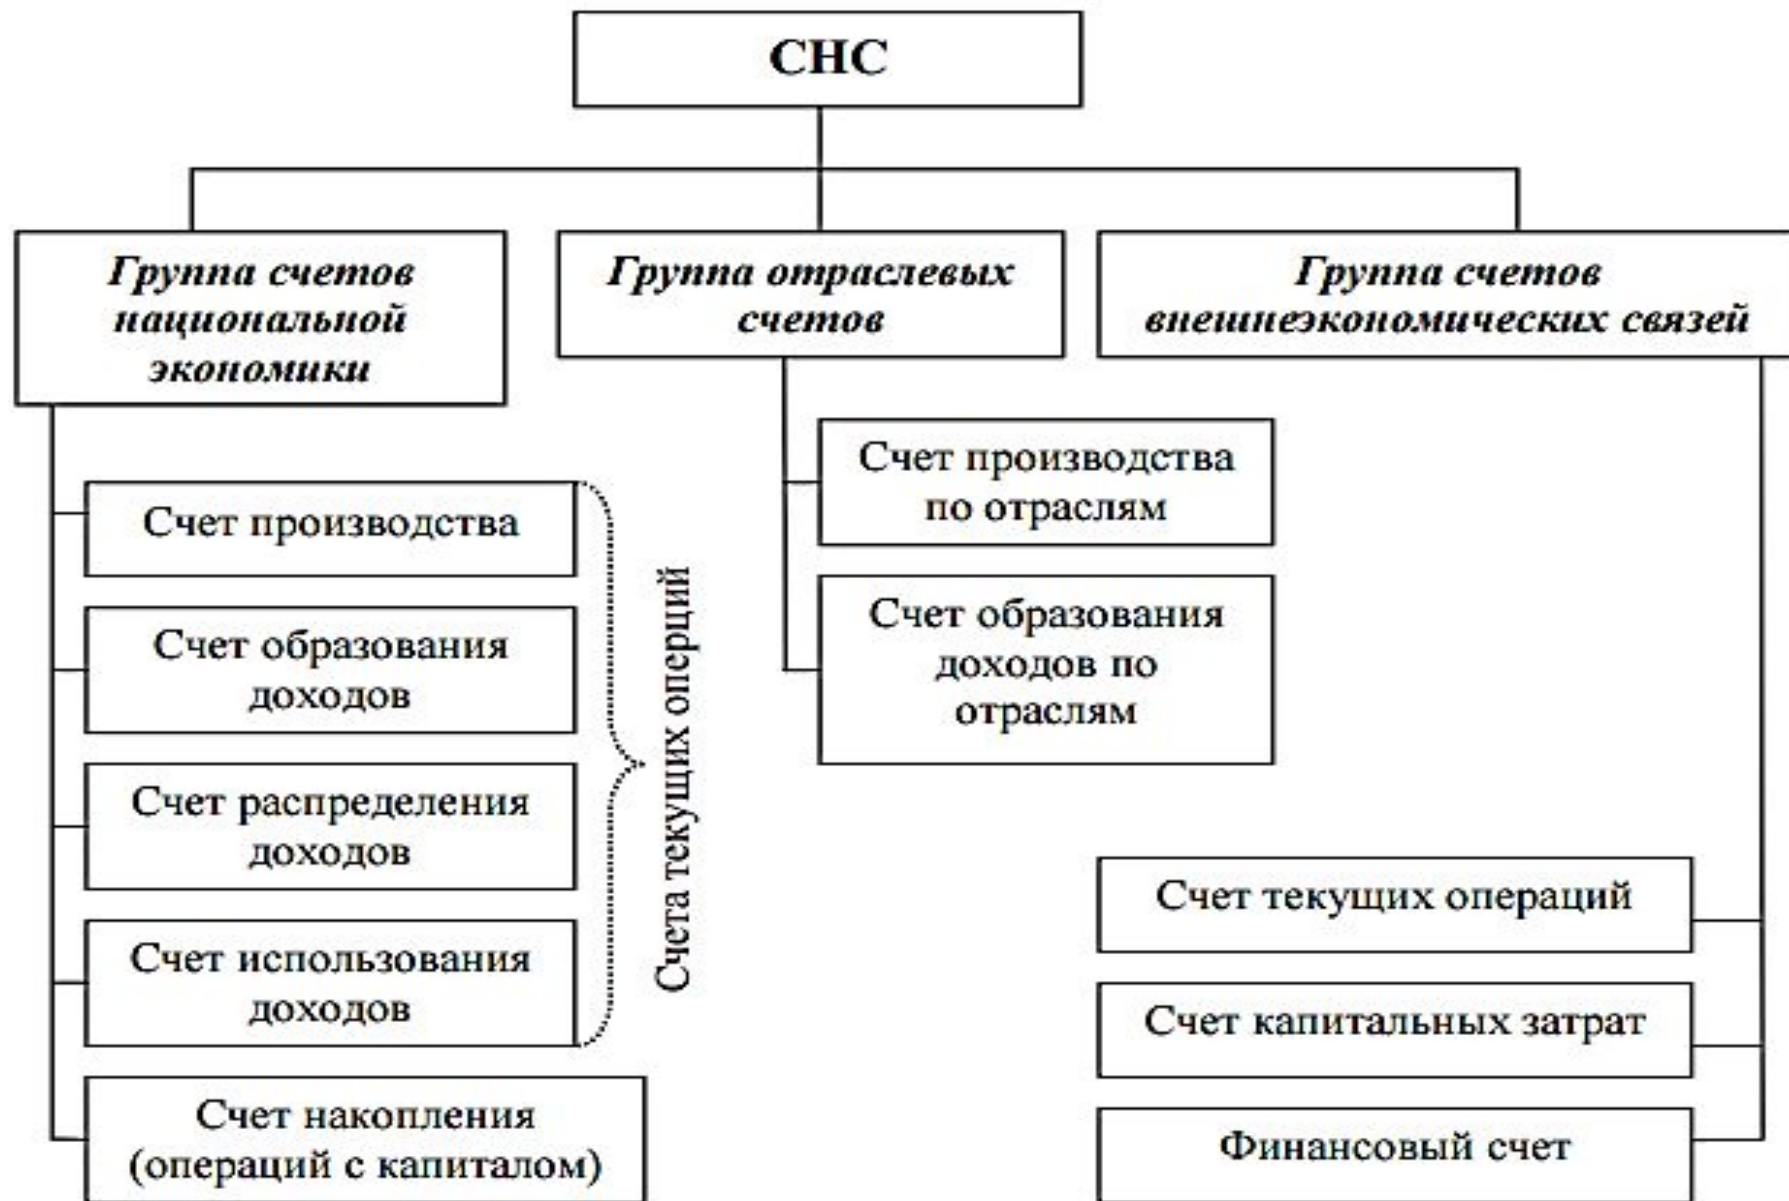 СНС
Группа счетов
национальной
экономики
Группа отраслевых
счетов
Группа счетов
внешнеэкономических связей
Счет производства
Счет образования
доходов
Счет распределения
доходов
Счет использования
доходов
Счет накопления
(операций с капиталом)
Счета текущих оперций
Счет производства
по отраслям
Счет образования
доходов по
отраслям
Счет текущих операций
Счет капитальных затрат
Финансовый счет